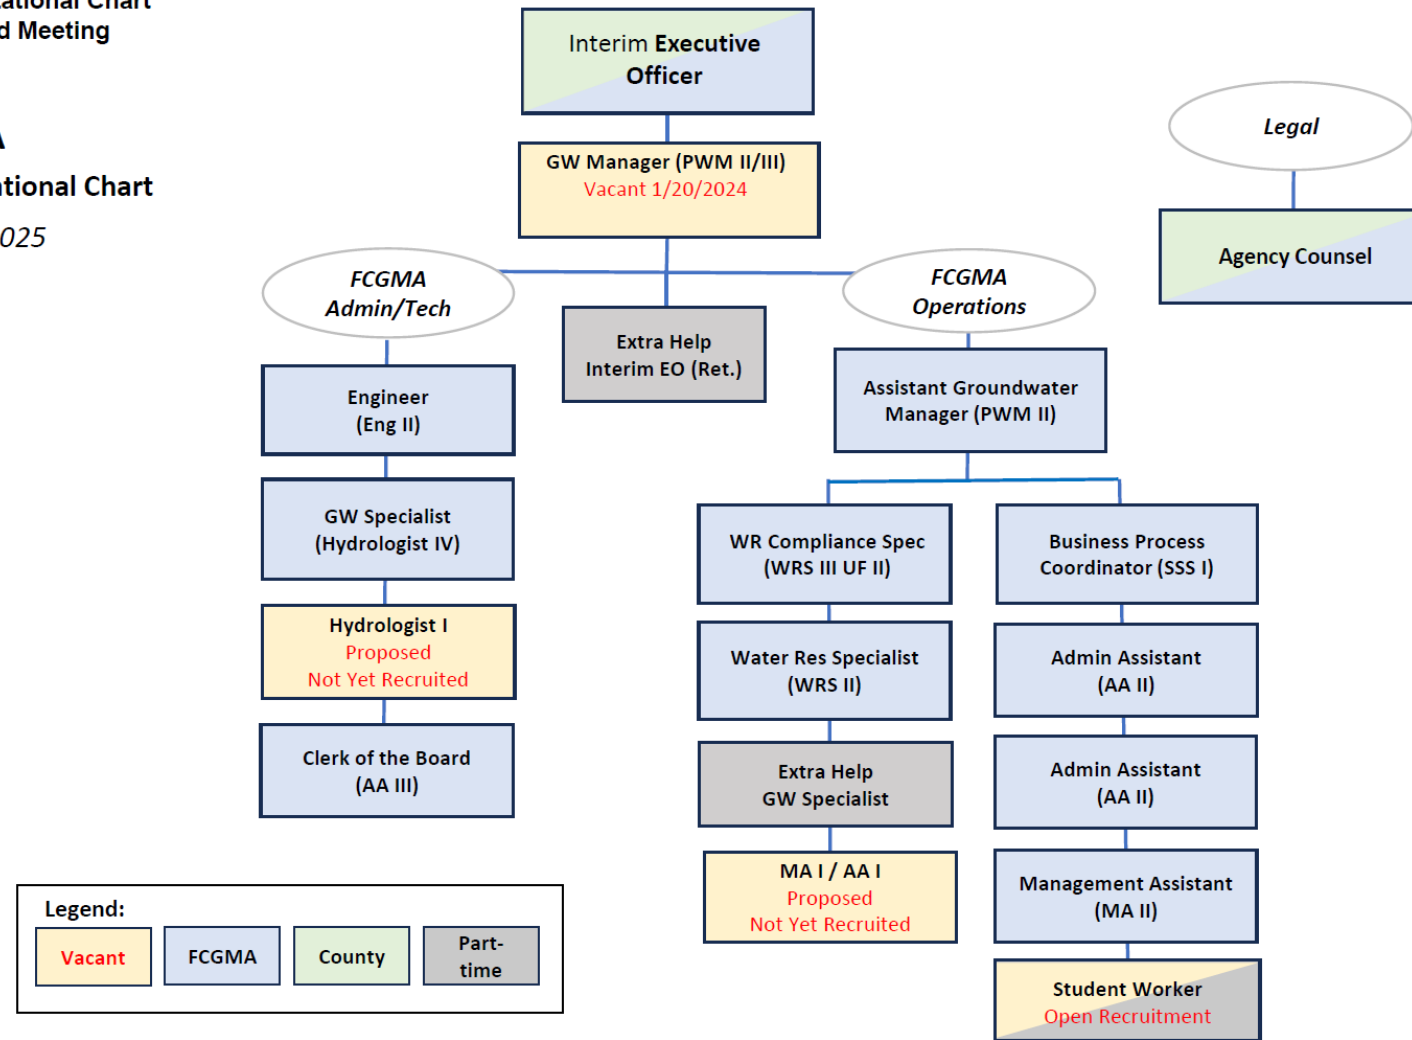 d Meeting
Interim Executive
Officer
GW Manager (PWM II/III)
Vacant 1/20/2024
Legal
Agency Counsel
Chart
FCGMA
Admin/Tech
FCGMA
Operations
Extra Help
Interim EO (Ret.)
Engineer
(Eng II)
GW Specialist
(Hydrologist IV)
Hydrologist I
Proposed
Not Yet Recruited
Clerk of the Board
(AA III)
Assistant Groundwater
Manager (PWM II)
WR Compliance Spec
(WRS III UF II)
Water Res Specialist
(WRS II)
Extra Help
GW Specialist
MA I / AA I
Proposed
Not Yet Recruited
Business Process
Coordinator (SSS I)
Admin Assistant
(AA II)
Admin Assistant
(AA II)
Management Assistant
(MA II)
Student Worker
Open Recruitment
Legend:
Vacant
FCGMA
County
Part-
time